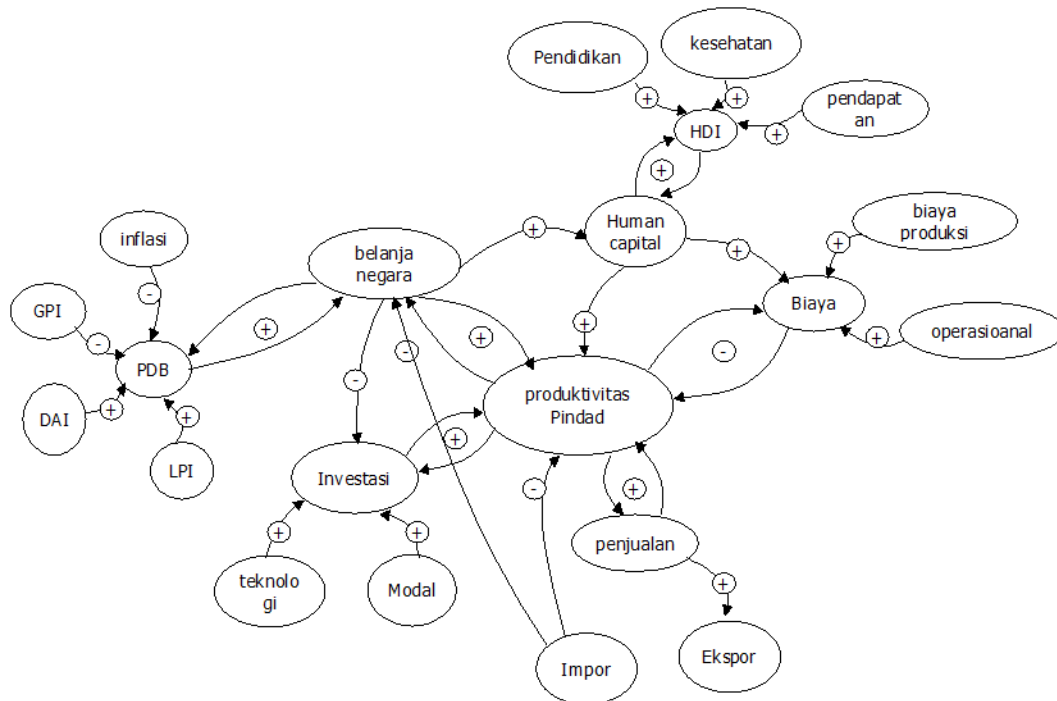 Pendidikan
kesehatan
pendapat
an
HDI
+
+
+
+
Human
capital
+
+
+
biaya
produksi
+
Biaya
operasioanal
+
inflasi
-
GPI
-
PDB
+
DAI
+
LPI
+
belanja
negara
-
+
-
-
produktivitas
Pindad
Investasi
+
teknolo
gi
+
Modal
+
-
+
penjualan
+
Impor
Ekspor